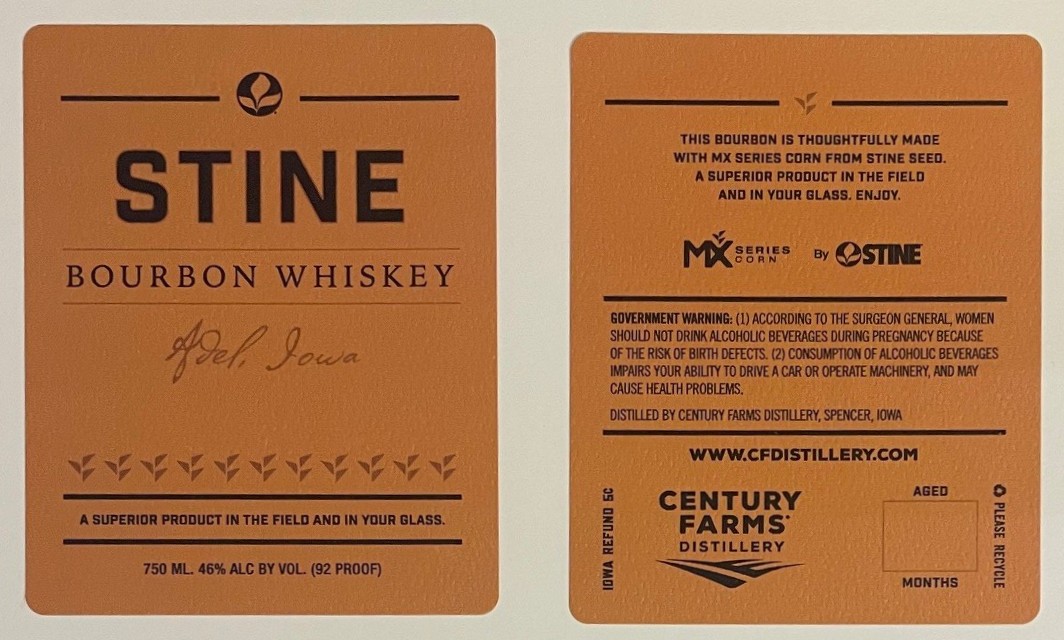 STINE
BOURBON WHISKEY
Adel, Iowa
A SUPERIOR PRODUCT IN THE FIELD AND IN YOUR GLASS.
750 ML. 46% ALC BY VOL. (92 PROOF)
THIS BOURBON IS THOUGHTFULLY MADE
WITH MX SERIES CORN FROM STINE SEED.
A SUPERIOR PRODUCT IN THE FIELD
AND IN YOUR GLASS. ENJOY.
MX SERIES CORN By STINE
GOVERNMENT WARNING: (1) ACCORDING TO THE SURGEON GENERAL, WOMEN
SHOULD NOT DRINK ALCOHOLIC BEVERAGES DURING PREGNANCY BECAUSE
OF THE RISK OF BIRTH DEFECTS. (2) CONSUMPTION OF ALCOHOLIC BEVERAGES
IMPAIRS YOUR ABILITY TO DRIVE A CAR OR OPERATE MACHINERY, AND MAY
CAUSE HEALTH PROBLEMS.
DISTILLED BY CENTURY FARMS DISTILLERY, SPENCER, IOWA
WWW.CFDISTILLERY.COM
IOWA REFUND 5C
CENTURY
FARMS
DISTILLERY
AGED
MONTHS
PLEASE RECYCLE